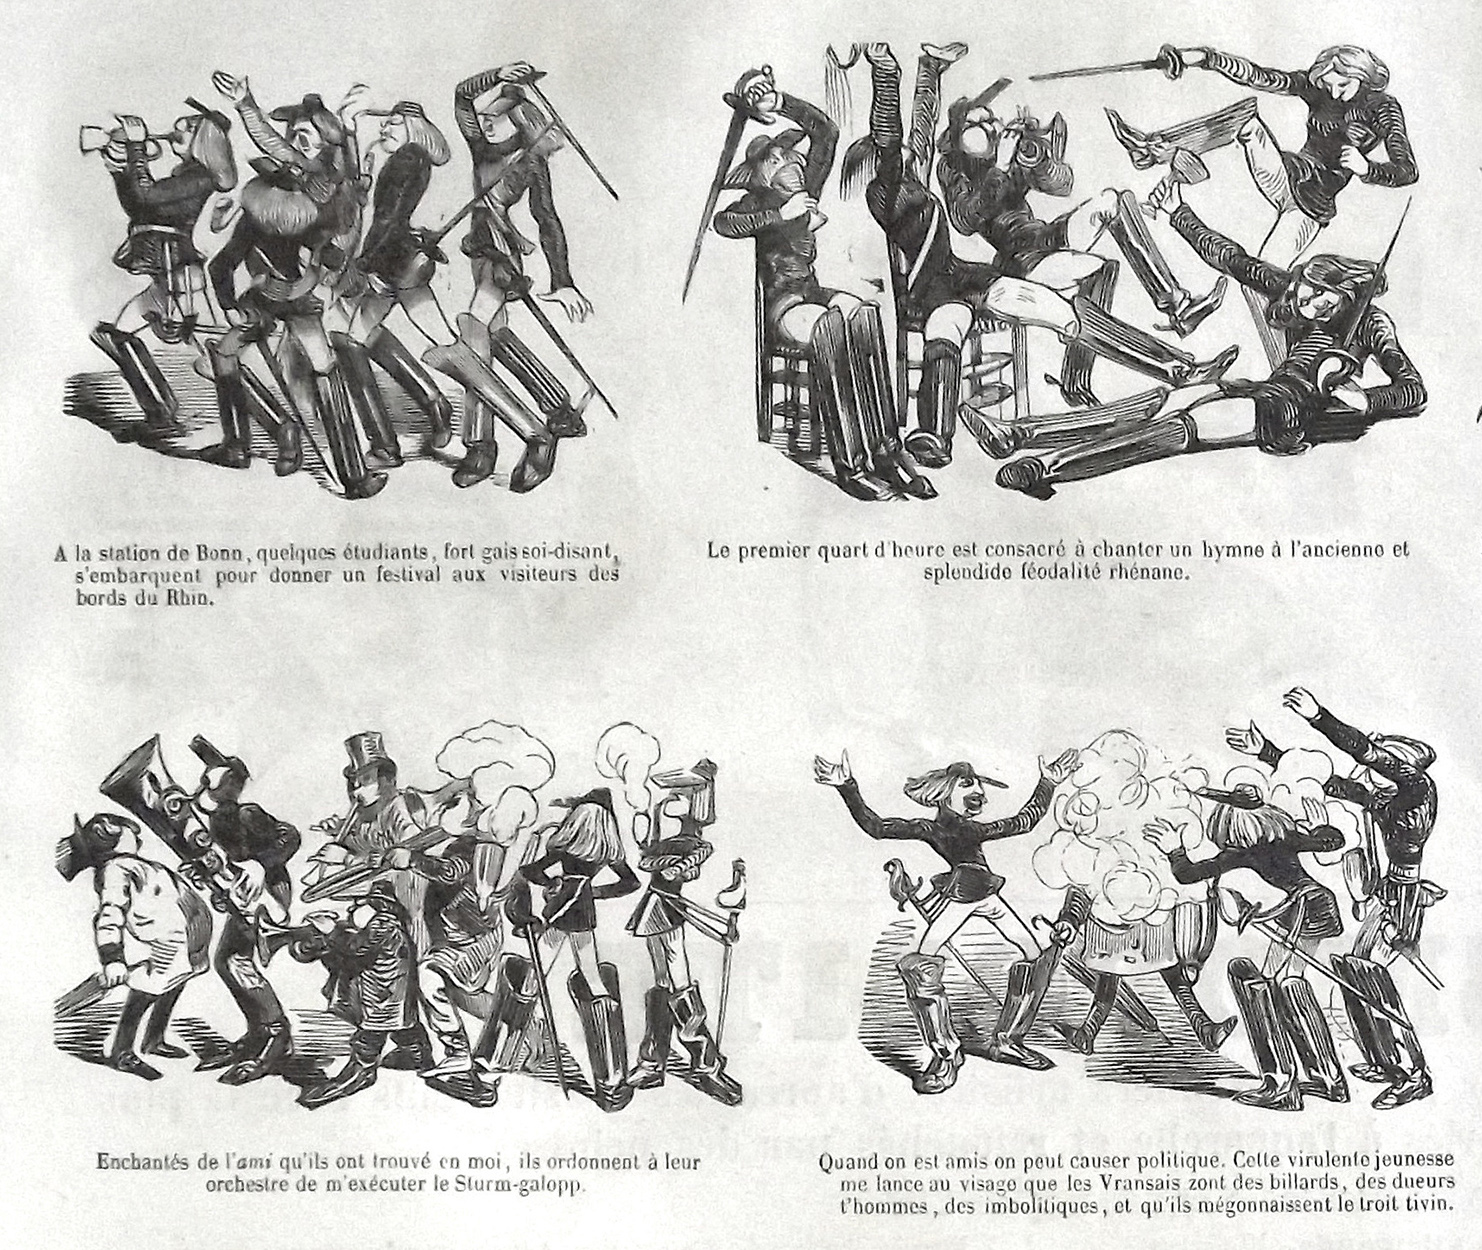 A la station de Bonn, quelques étudiants, fort gais soi-disant,
s'embarquent pour donner un festival aux visiteurs des
bords du Rhin.
Le premier quart d'heure est consacré à chanter un hymne à l'ancienne et
splendide féodalité rhénane.
Enchantés de l'ami qu'ils ont trouvé en moi, ils ordonnent à leur
orchestre de m'exécuter le Sturm-galopp.
Quand on est amis on peut causer politique. Cette virulente jeunesse
me lance au visage que les Vransais zont des billards, des dueurs
t'hommes, des imbolitiques, et qu'ils mégonnaissent le troit tivin.